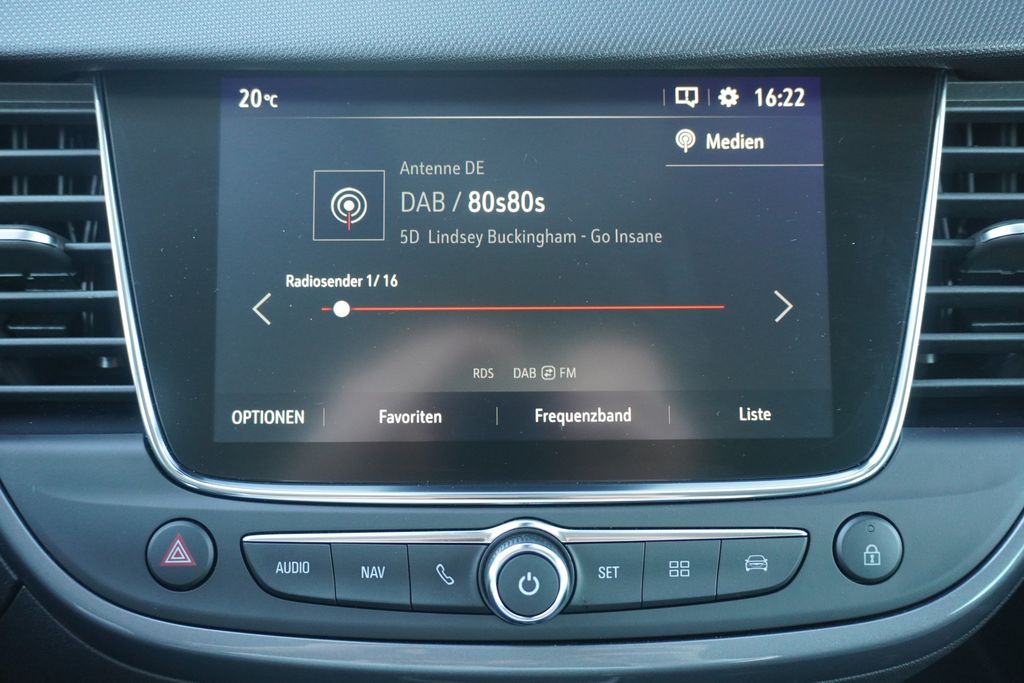 20°C 16:22
Medien
Antenne DE
DAB / 80s80s
5D Lindsey Buckingham - Go Insane
Radiosender 1/ 16
RDS DAB FM
OPTIONEN Favoriten Frequenzband Liste
AUDIO NAV SET